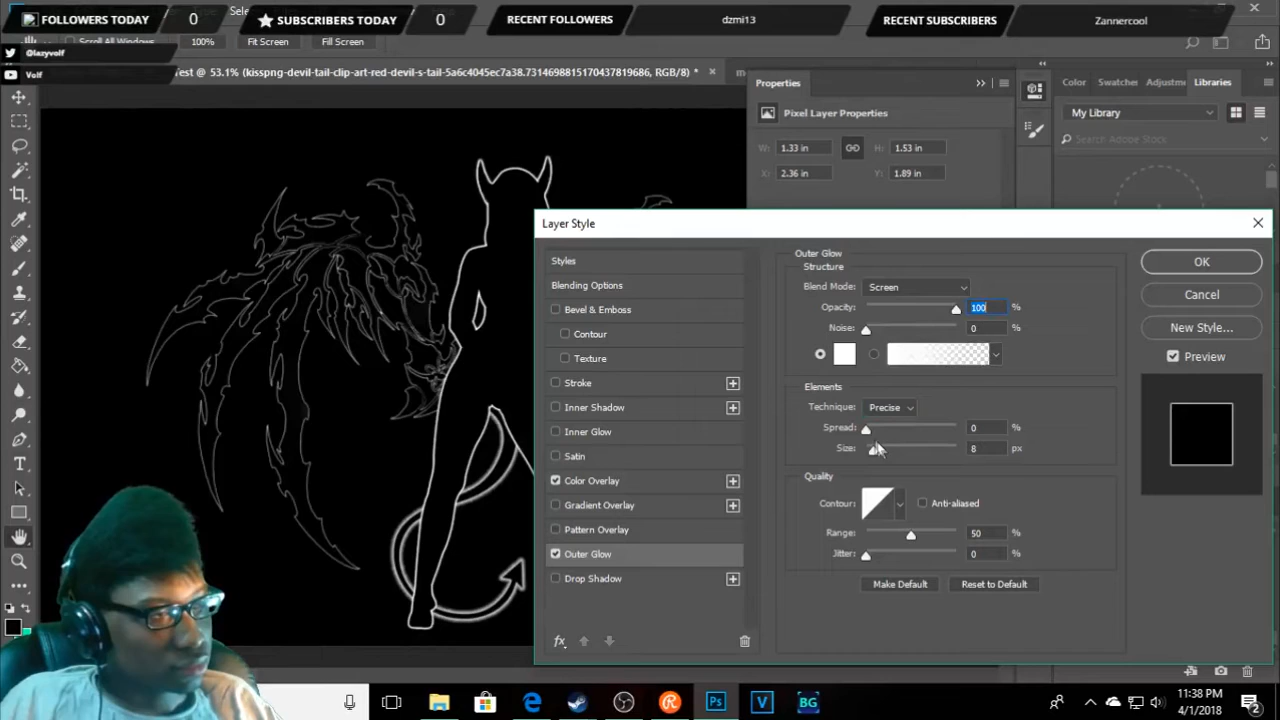 FOLLOWERS TODAY 0 SUBSCRIBERS TODAY 0 RECENT FOLLOWERS dzmi13 RECENT SUBSCRIBERS Zannercool
Scroll All Windows 100% Fit Screen Fill Screen
@lazyvolf
Volf
Test @ 53.1% (kisspng-devil-tail-clip-art-red-devil-s-tail-5a6c4045ec7a38.7314698815170437819686, RGB/8) *
Properties
Color Swatches Adjustm Libraries
Pixel Layer Properties
My Library
W: 1.33 in H: 1.53 in
Search Adobe Stock
X: 2.36 in Y: 1.89 in
Layer Style
Styles
Blending Options
Bevel & Emboss
Contour
Texture
Stroke
Inner Shadow
Inner Glow
Satin
Color Overlay
Gradient Overlay
Pattern Overlay
Outer Glow
Drop Shadow
fx
Outer Glow
Structure
Blend Mode: Screen
Opacity: 100 %
Noise: 0 %
Elements
Technique: Precise
Spread: 0 %
Size: 8 px
Quality
Contour: Anti-aliased
Range: 50 %
Jitter: 0 %
Make Default Reset to Default
OK
Cancel
New Style...
Preview
Ps V BG
11:38 PM
4/1/2018
2